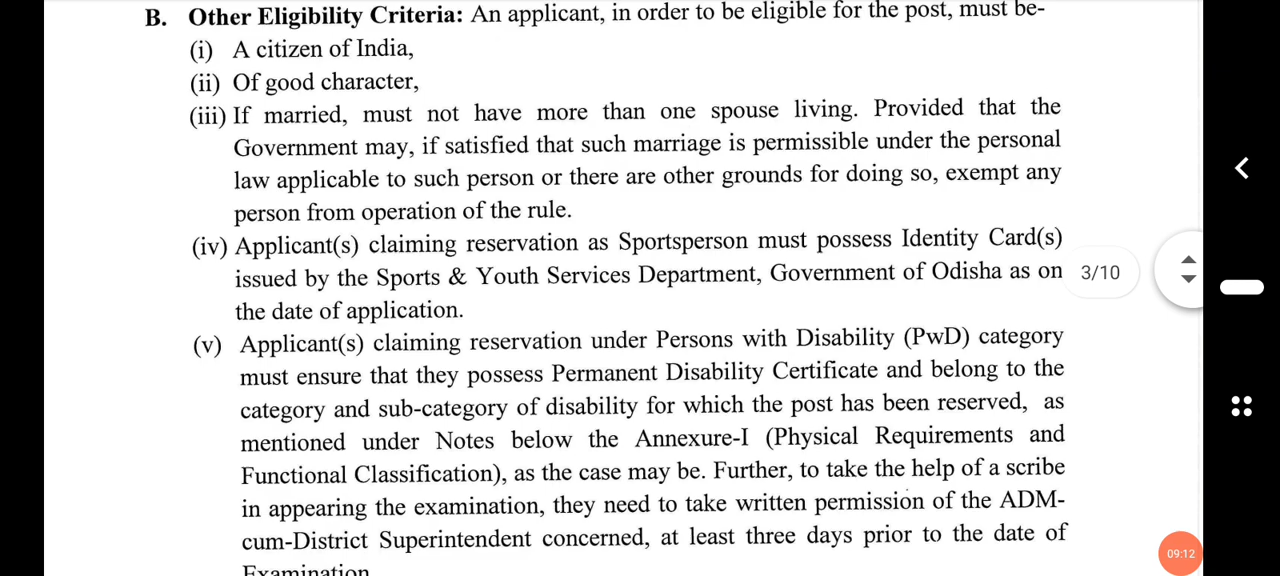 B. Other Eligibility Criteria: An applicant, in order to be eligible for the post, must be-
(i) A citizen of India,
(ii) Of good character,
(iii) If married, must not have more than one spouse living. Provided that the
Government may, if satisfied that such marriage is permissible under the personal
law applicable to such person or there are other grounds for doing so, exempt any
person from operation of the rule.
(iv) Applicant(s) claiming reservation as Sportsperson must possess Identity Card(s)
issued by the Sports & Youth Services Department, Government of Odisha as on
3/10
the date of application.
(v) Applicant(s) claiming reservation under Persons with Disability (PwD) category
must ensure that they possess Permanent Disability Certificate and belong to the
category and sub-category of disability for which the post has been reserved, as
mentioned under Notes below the Annexure-I (Physical Requirements and
Functional Classification), as the case may be. Further, to take the help of a scribe
in appearing the examination, they need to take written permission of the ADM-
cum-District Superintendent concerned, at least three days prior to the date of
Examination
09:12